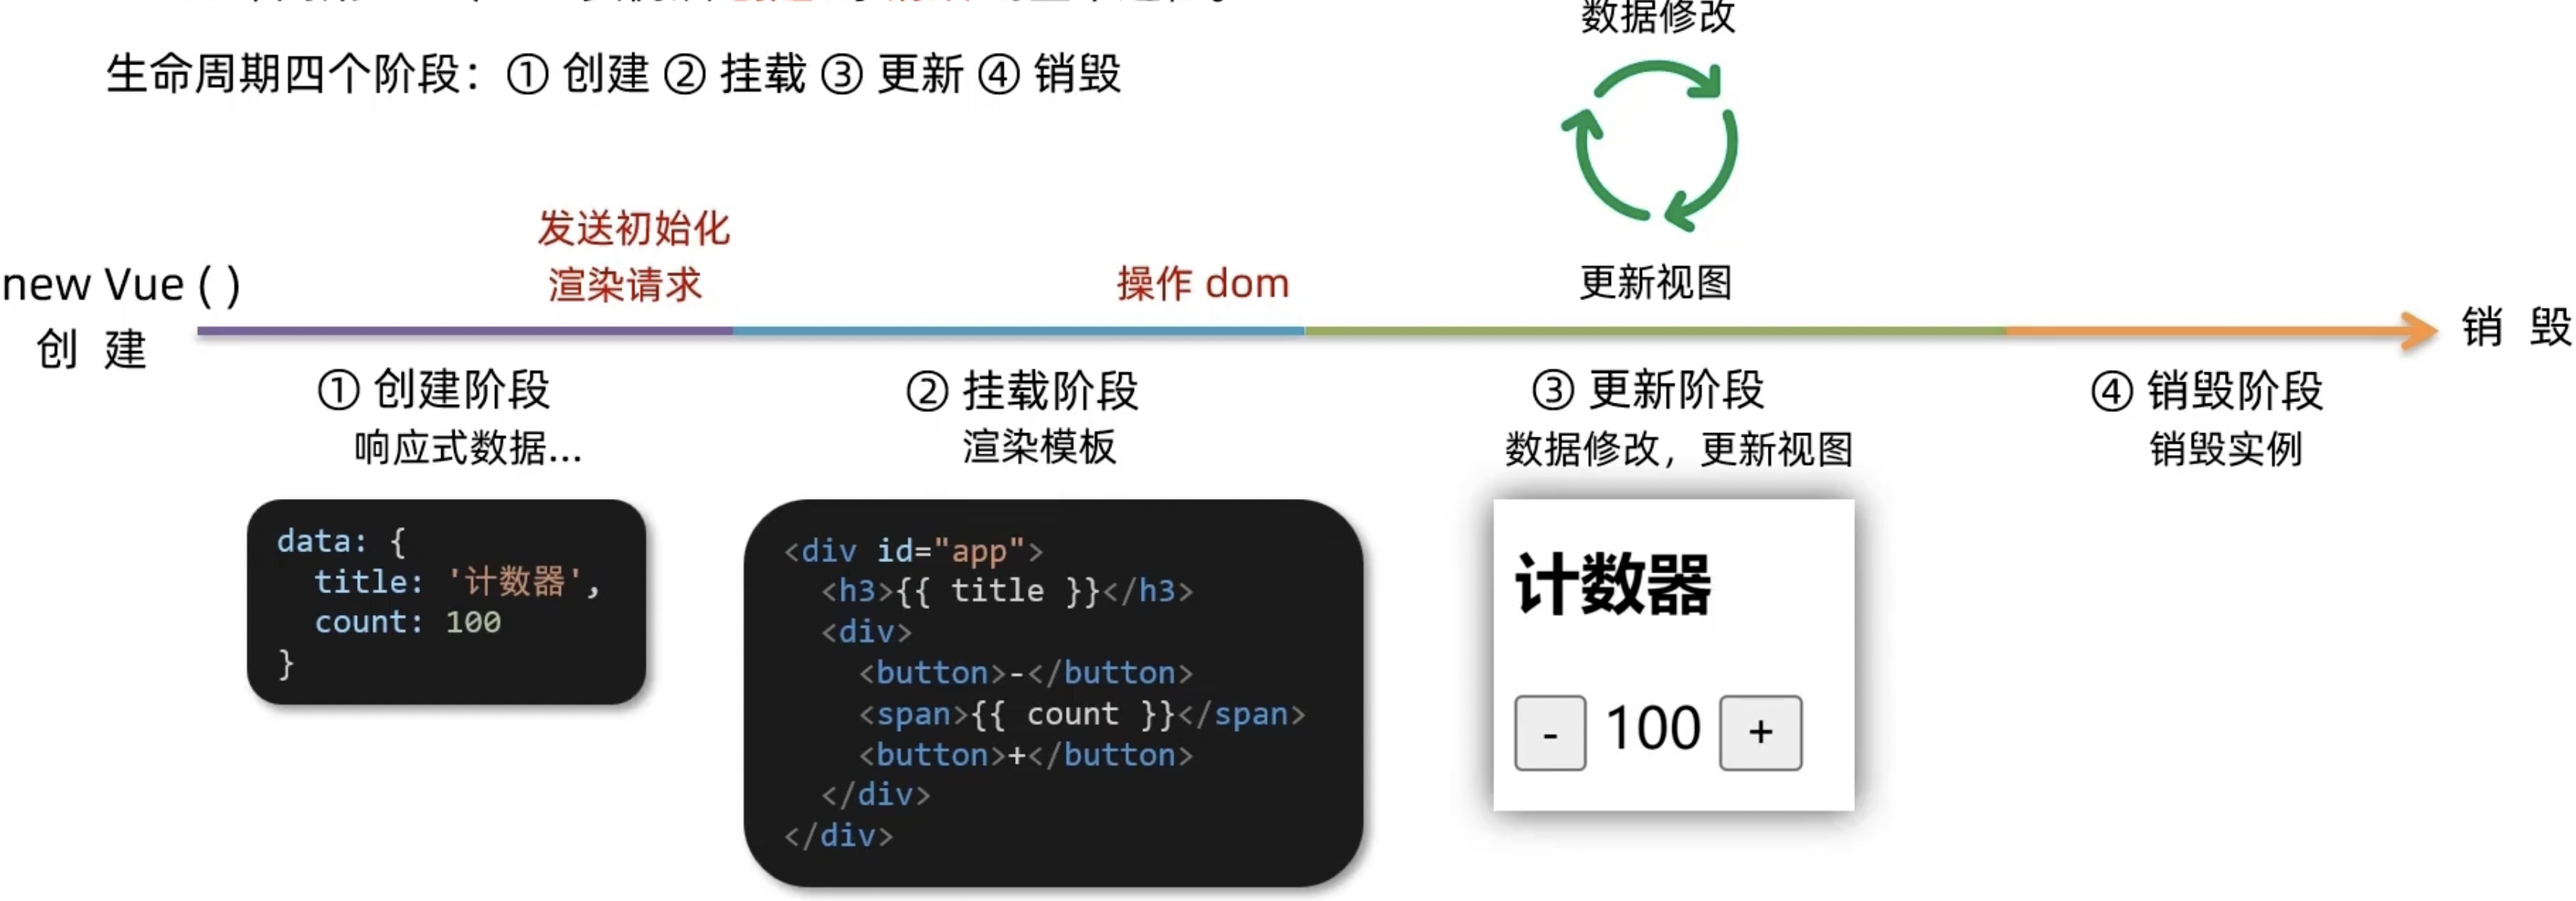 数据修改
生命周期四个阶段：① 创建 ② 挂载 ③ 更新 ④ 销毁
发送初始化
渲染请求
操作 dom
更新视图
new Vue ( )
创 建
销 毁
① 创建阶段
响应式数据...
② 挂载阶段
渲染模板
③ 更新阶段
数据修改，更新视图
④ 销毁阶段
销毁实例
data: {
title: '计数器',
count: 100
}
<div id="app">
<h3>{{ title }}</h3>
<div>
<button>-</button>
<span>{{ count }}</span>
<button>+</button>
</div>
</div>
计数器
- 100 +